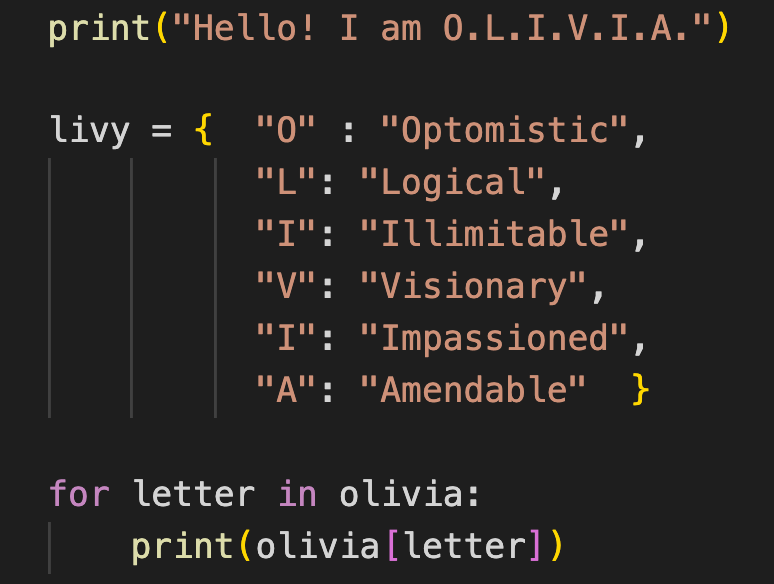 print("Hello! I am O.L.I.V.I.A.")
livy = {  "O" : "Optomistic",
"L": "Logical",
"I": "Illimitable",
"V": "Visionary",
"I": "Impassioned",
"A": "Amendable"  }
for letter in olivia:
print(olivia[letter])